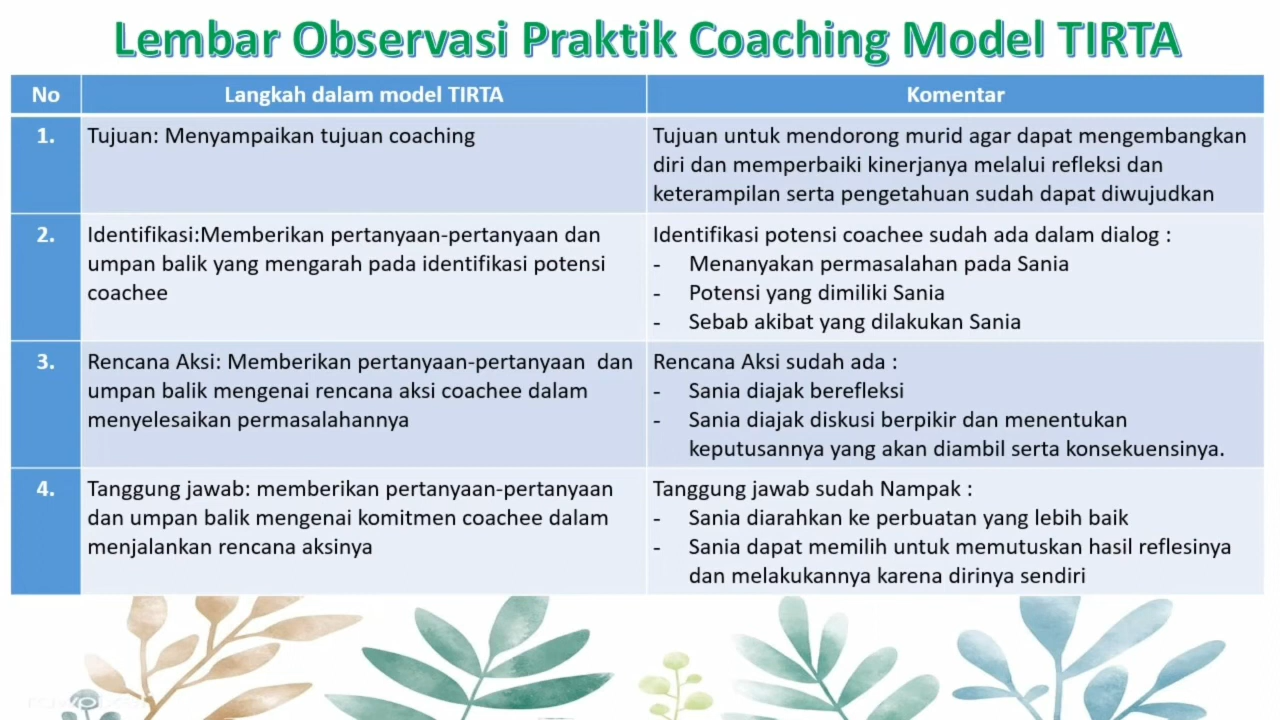 Lembar Observasi Praktik Coaching Model TIRTA
No
Langkah dalam model TIRTA
Komentar
1.
Tujuan: Menyampaikan tujuan coaching
Tujuan untuk mendorong murid agar dapat mengembangkan
diri dan memperbaiki kinerjanya melalui refleksi dan
keterampilan serta pengetahuan sudah dapat diwujudkan
2.
Identifikasi:Memberikan pertanyaan-pertanyaan dan
umpan balik yang mengarah pada identifikasi potensi
coachee
Identifikasi potensi coachee sudah ada dalam dialog :
- Menanyakan permasalahan pada Sania
- Potensi yang dimiliki Sania
- Sebab akibat yang dilakukan Sania
3.
Rencana Aksi: Memberikan pertanyaan-pertanyaan dan
umpan balik mengenai rencana aksi coachee dalam
menyelesaikan permasalahannya
Rencana Aksi sudah ada :
- Sania diajak berefleksi
- Sania diajak diskusi berpikir dan menentukan
keputusannya yang akan diambil serta konsekuensinya.
4.
Tanggung jawab: memberikan pertanyaan-pertanyaan
dan umpan balik mengenai komitmen coachee dalam
menjalankan rencana aksinya
Tanggung jawab sudah Nampak :
- Sania diarahkan ke perbuatan yang lebih baik
- Sania dapat memilih untuk memutuskan hasil reflesinya
dan melakukannya karena dirinya sendiri